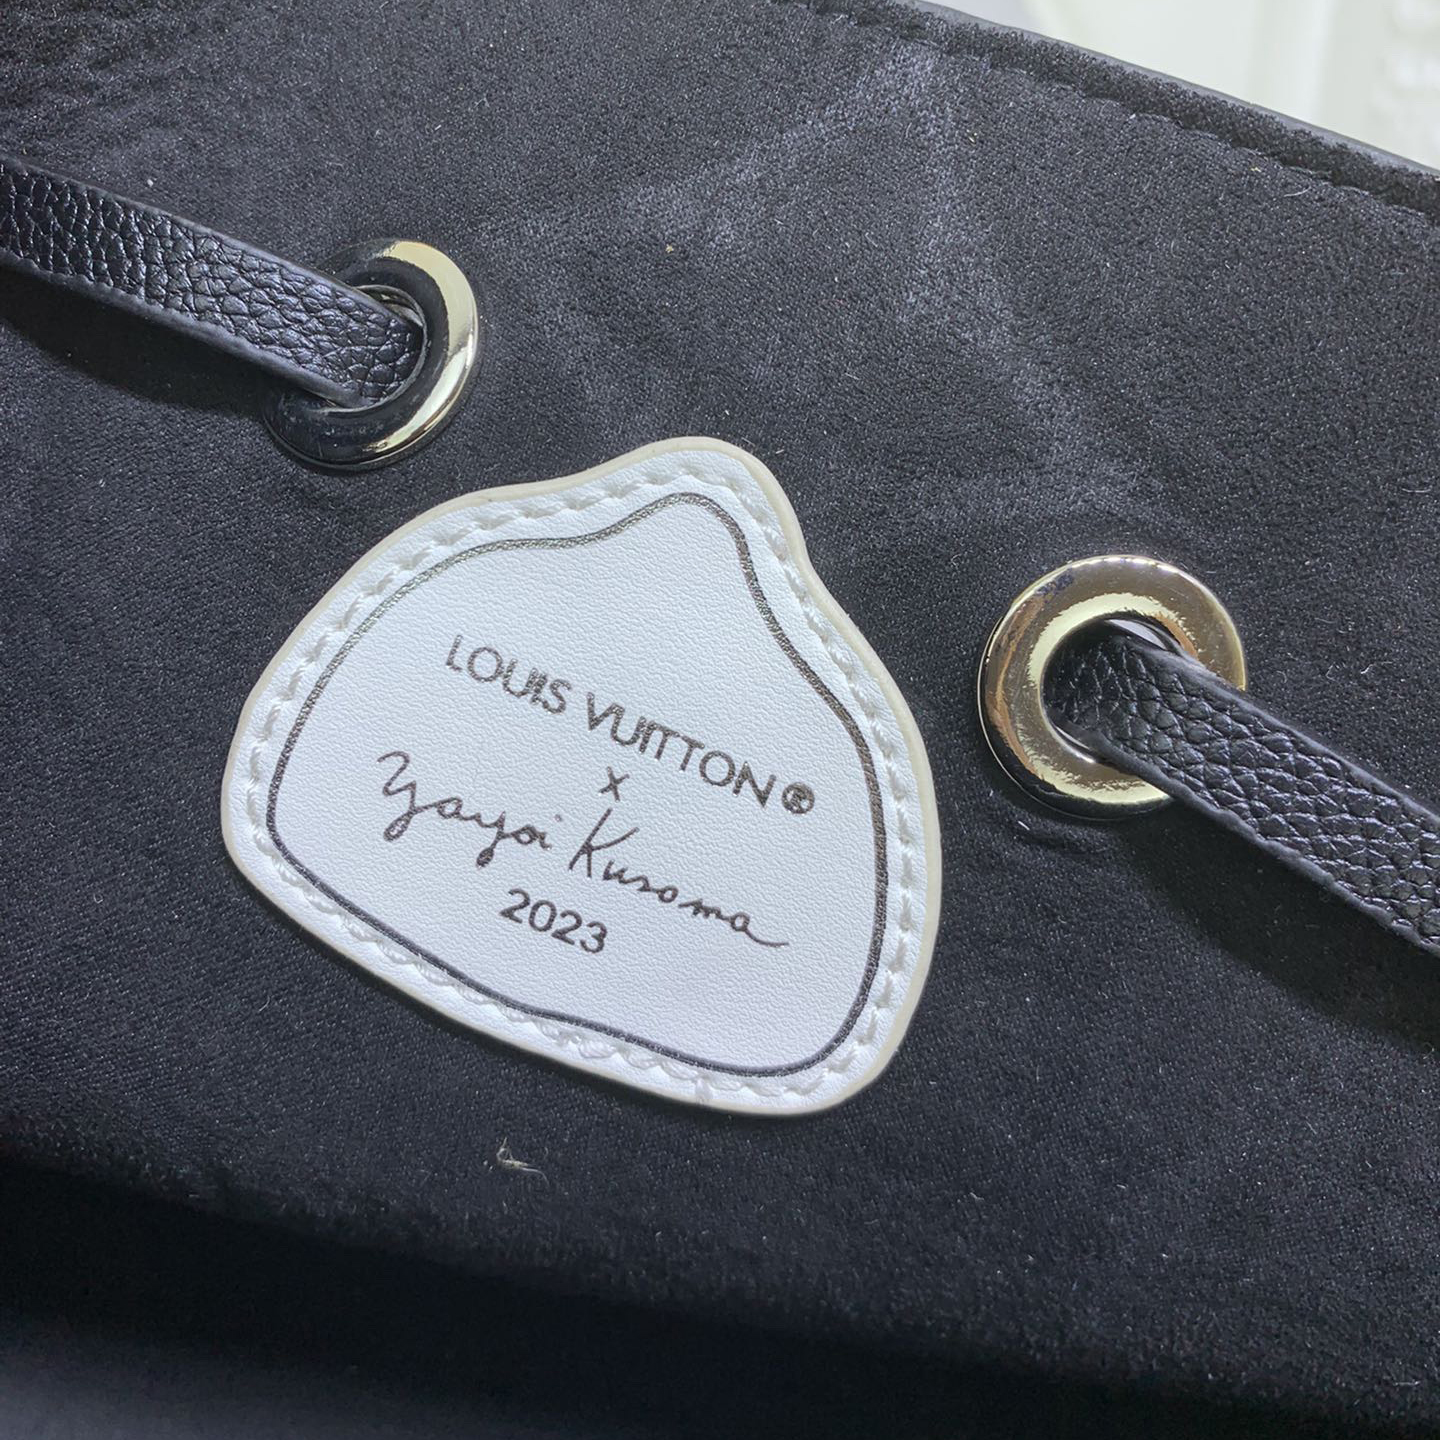 LOUIS VUITTON®
x
Yayoi Kusama
2023